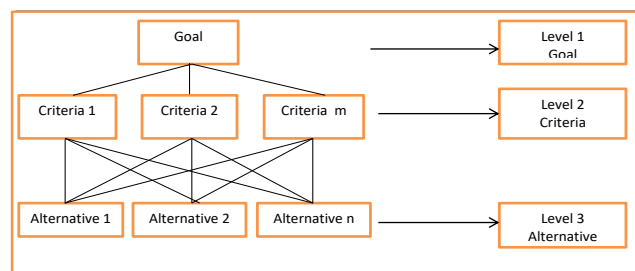 Goal
Level 1
Goal
Criteria 1
Criteria 2
Criteria m
Level 2
Criteria
Alternative 1
Alternative 2
Alternative n
Level 3
Alternative